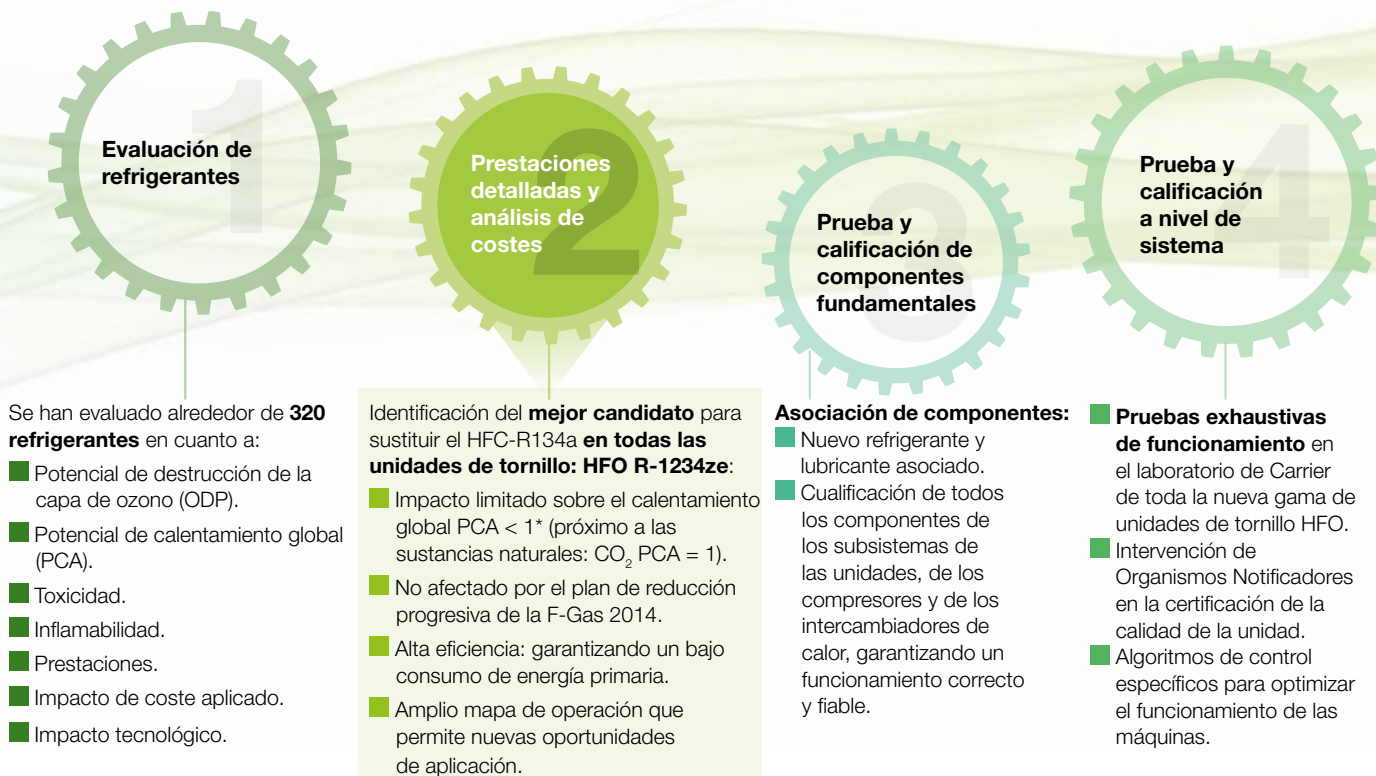 1
Evaluación de
refrigerantes
Se han evaluado alrededor de 320
refrigerantes en cuanto a:
Potencial de destrucción de la
capa de ozono (ODP).
Potencial de calentamiento global
(PCA).
Toxicidad.
Inflamabilidad.
Prestaciones.
Impacto de coste aplicado.
Impacto tecnológico.
2
Prestaciones
detalladas y
análisis de
costes
Identificación del mejor candidato para
sustituir el HFC-R134a en todas las
unidades de tornillo: HFO R-1234ze:
Impacto limitado sobre el calentamiento
global PCA < 1* (próximo a las
sustancias naturales: CO₂ PCA = 1).
No afectado por el plan de reducción
progresiva de la F-Gas 2014.
Alta eficiencia: garantizando un bajo
consumo de energía primaria.
Amplio mapa de operación que
permite nuevas oportunidades
de aplicación.
3
Prueba y
calificación de
componentes
fundamentales
Asociación de componentes:
Nuevo refrigerante y
lubricante asociado.
Cualificación de todos
los componentes de
los subsistemas de
las unidades, de los
compresores y de los
intercambiadores de
calor, garantizando un
funcionamiento correcto
y fiable.
4
Prueba y
calificación
a nivel de
sistema
Pruebas exhaustivas
de funcionamiento en
el laboratorio de Carrier
de toda la nueva gama de
unidades de tornillo HFO.
Intervención de
Organismos Notificadores
en la certificación de la
calidad de la unidad.
Algoritmos de control
específicos para optimizar
el funcionamiento de las
máquinas.